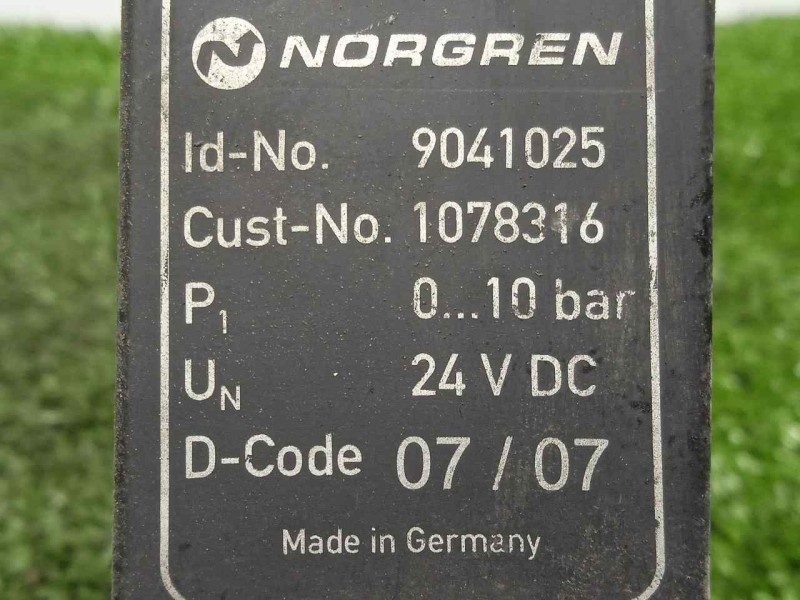 NORGREN
Id-No. 9041025
Cust-No. 1078316
P1 0...10 bar
UN 24 V DC
D-Code 07 / 07
Made in Germany